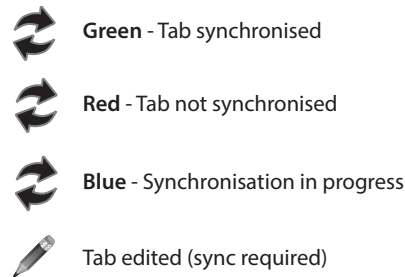 Green - Tab synchronised
Red - Tab not synchronised
Blue - Synchronisation in progress
Tab edited (sync required)